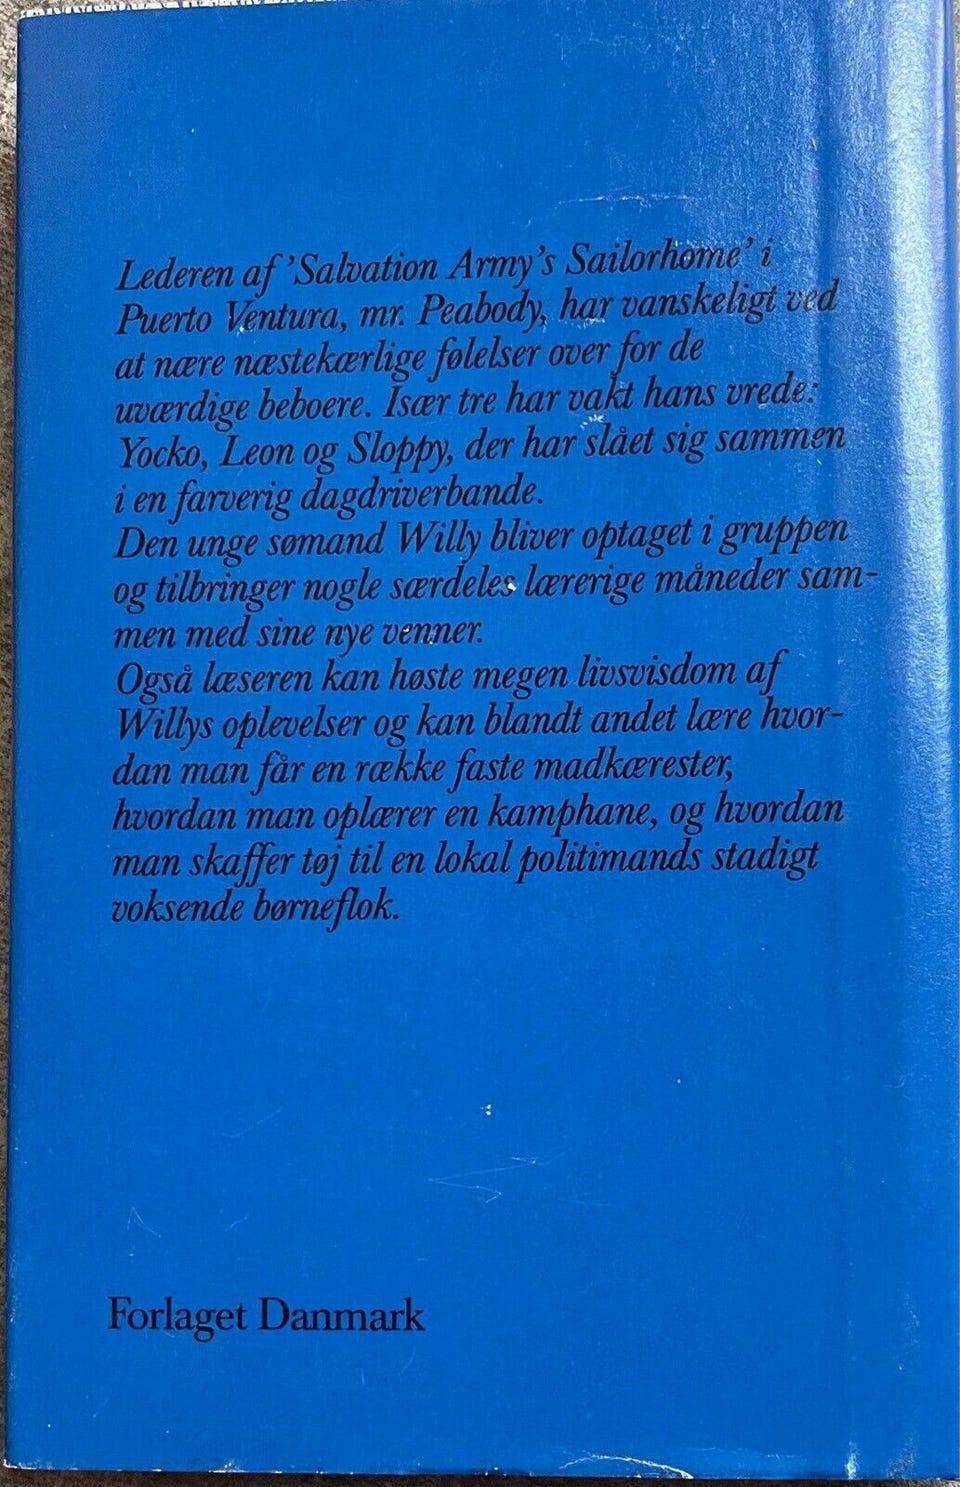 Lederen af 'Salvation Army's Sailorhome' i
Puerto Ventura, mr. Peabody, har vanskeligt ved
at nære næstekærlige følelser over for de
uværdige beboere. Især tre har vakt hans vrede:
Yocko, Leon og Sloppy, der har slået sig sammen
i en farverig dagdriverbande.
Den unge sømand Willy bliver optaget i gruppen
og tilbringer nogle særdeles lærerige måneder sam-
men med sine nye venner.
Også læseren kan høste megen livsvisdom af
Willys oplevelser og kan blandt andet lære hvor-
dan man får en række faste madkærester,
hvordan man oplærer en kamphane, og hvordan
man skaffer tøj til en lokal politimands stadigt
voksende børneflok.
Forlaget Danmark